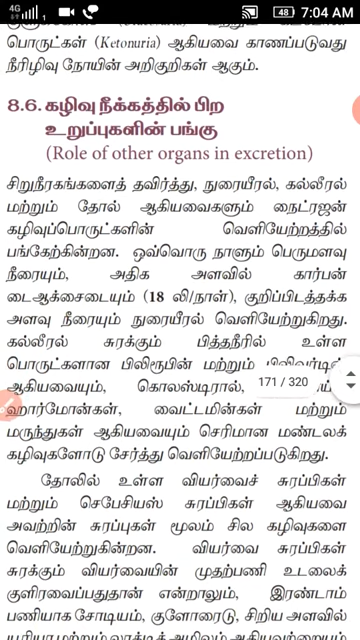 4G
48
7:04 AM
பொருட்கள் (Ketonuria) ஆகியவை காணப்படுவது
நீரிழிவு நோயின் அறிகுறிகள் ஆகும்.
8.6. கழிவு நீக்கத்தில் பிற
உறுப்புகளின் பங்கு
(Role of other organs in excretion)
சிறுநீரகங்களைத் தவிர்த்து, நுரையீரல், கல்லீரல்
மற்றும் தோல் ஆகியவைகளும் நைட்ரஜன்
கழிவுப்பொருட்களின் வெளியேற்றத்தில்
பங்கேற்கின்றன. ஒவ்வொரு நாளும் பெருமளவு
நீரையும், அதிக அளவில் கார்பன்
டைஆக்சைடையும் (18 லி/நாள்), குறிப்பிடத்தக்க
அளவு நீரையும் நுரையீரல் வெளியேற்றுகிறது.
கல்லீரல் சுரக்கும் பித்தநீரில் உள்ள
பொருட்களான பிலிரூபின் மற்றும்
ஆகியவையும், கொலஸ்டிரால்,
171 / 320
ஹார்மோன்கள், வைட்டமின்கள் மற்றும்
மருந்துகள் ஆகியவையும் செரிமான மண்டலக்
கழிவுகளோடு சேர்த்து வெளியேற்றப்படுகிறது.
தோலில் உள்ள வியர்வைச் சுரப்பிகள்
மற்றும் செபேசியஸ் சுரப்பிகள் ஆகியவை
அவற்றின் சுரப்புகள் மூலம் சில கழிவுகளை
வெளியேற்றுகின்றன. வியர்வை சுரப்பிகள்
சுரக்கும் வியர்வையின் முதற்பணி உடலைக்
குளிரவைப்பதுதான் என்றாலும், இரண்டாம்
பணியாக சோடியம், குளோரைடு, சிறிய அளவில்